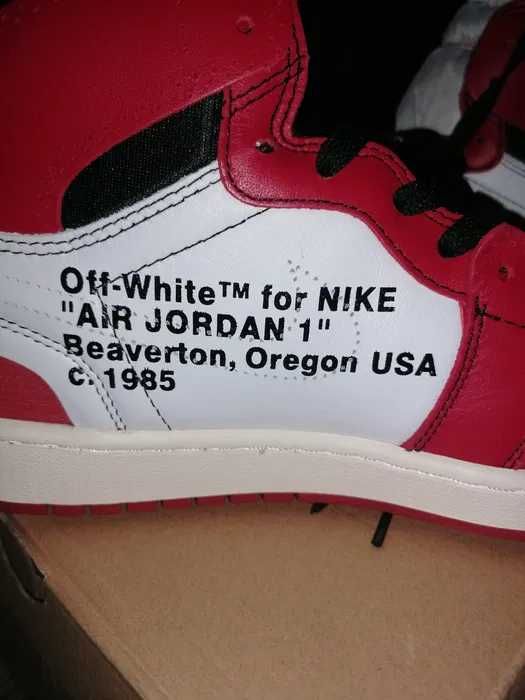 Off-White™ for NIKE
"AIR JORDAN 1"
Beaverton, Oregon USA
c. 1985